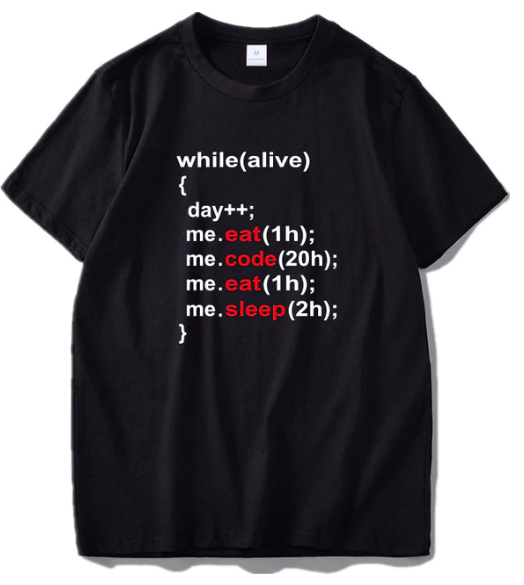 M
while(alive)
{
day++;
me.eat(1h);
me.code(20h);
me.eat(1h);
me.sleep(2h);
}